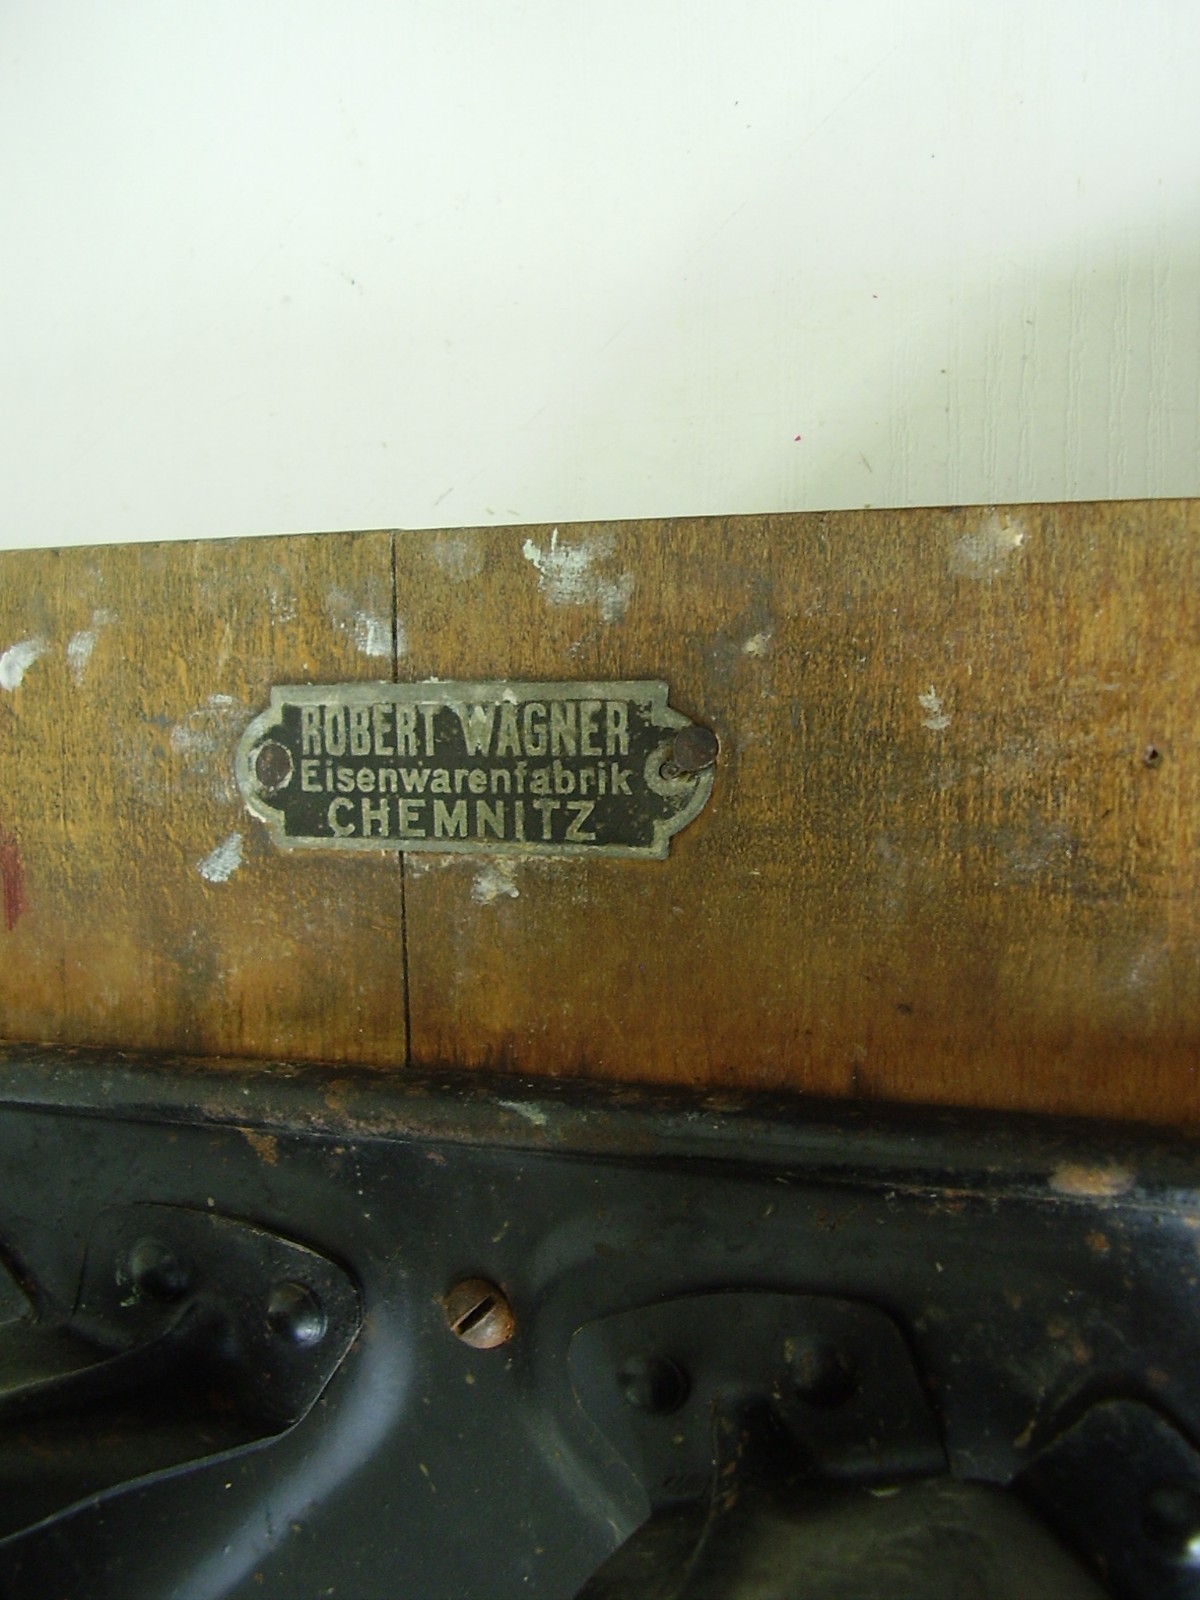 ROBERT WAGNER
Eisenwarenfabrik
CHEMNITZ